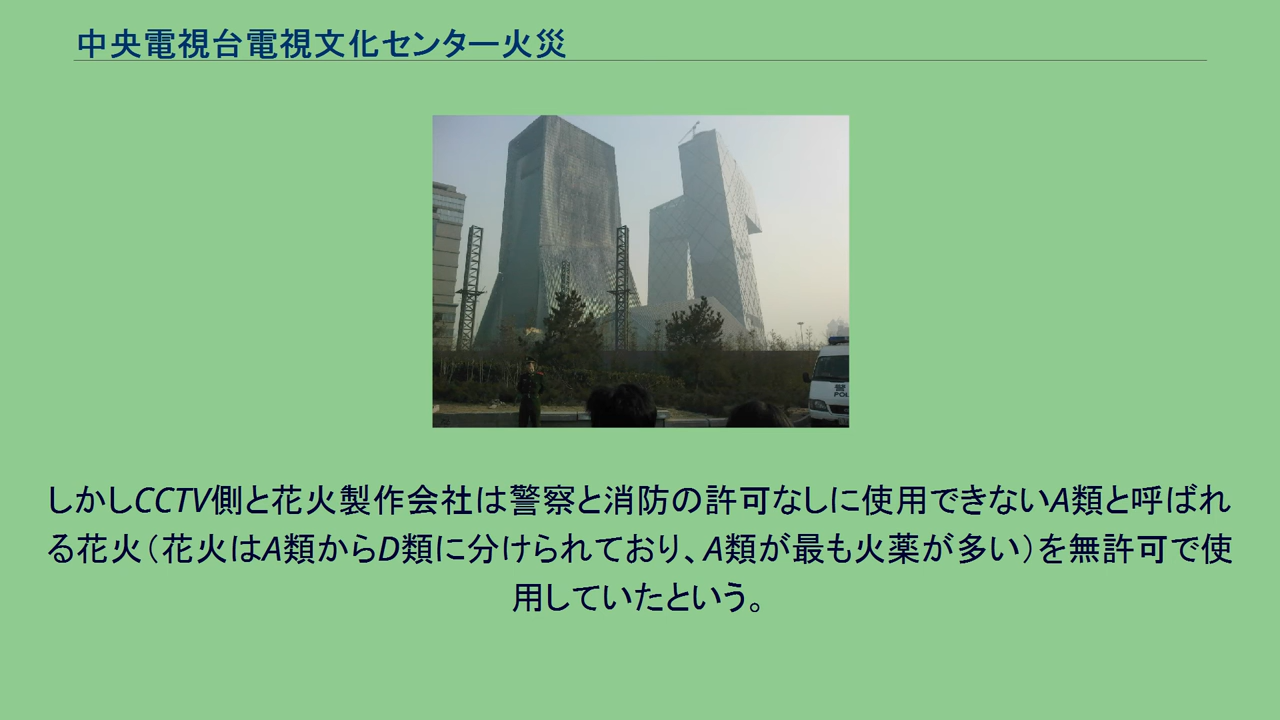 中央電視台電視文化センター火災
しかしCCTV側と花火製作会社は警察と消防の許可なしに使用できないA類と呼ばれ
る花火（花火はA類からD類に分けられており、A類が最も火薬が多い）を無許可で使
用していたという。